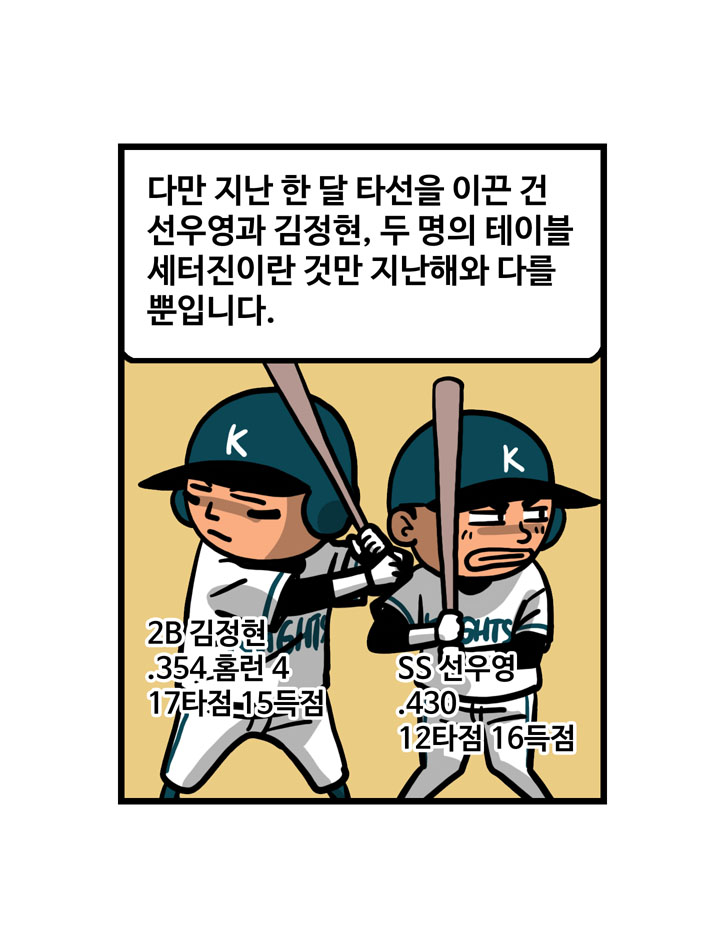 다만 지난 한 달 타선을 이끈 건
선우영과 김정현, 두 명의 테이블
세터진이란 것만 지난해와 다를
뿐입니다.
K
K
2B 김정현
.354 홈런 4
17타점 15득점
SS 선우영
.430
12타점 16득점